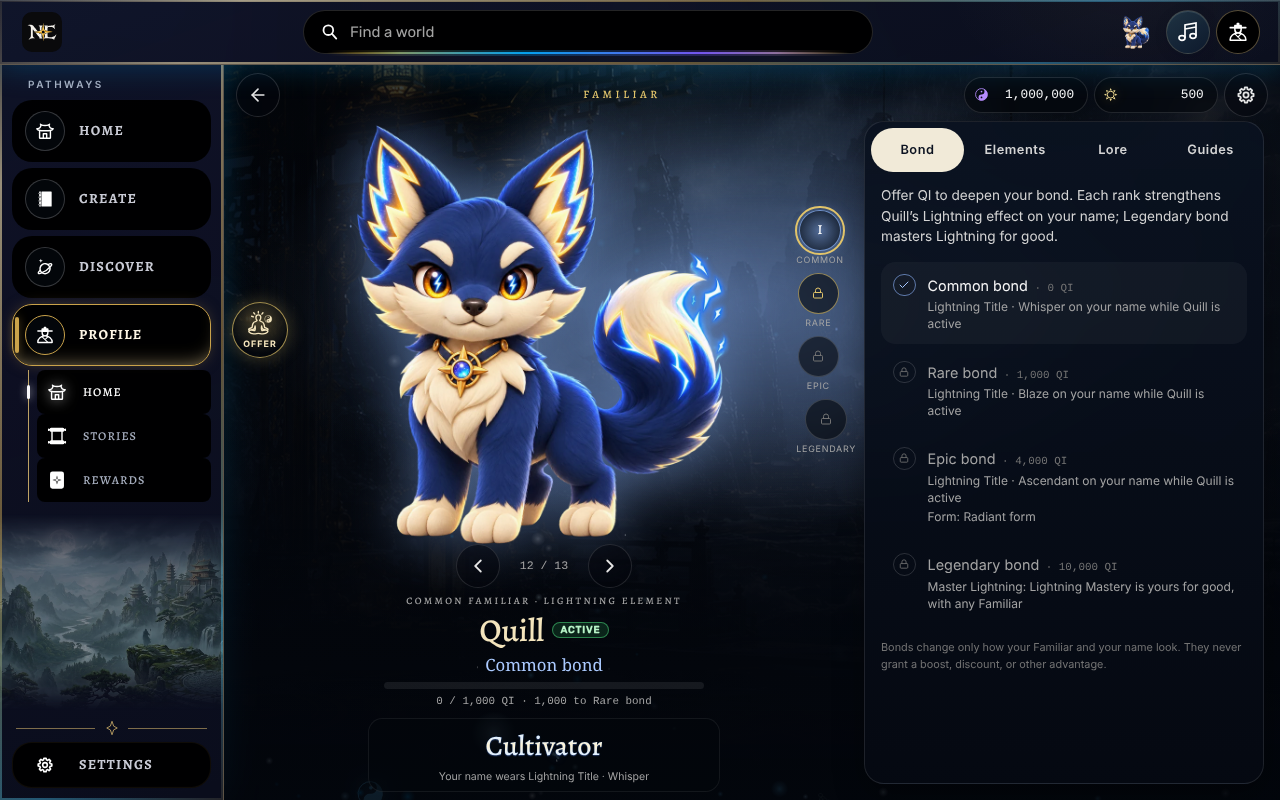 NE
Find a world
PATHWAYS
HOME
CREATE
DISCOVER
PROFILE
HOME
STORIES
REWARDS
SETTINGS
FAMILIAR
1,000,000
500
OFFER
I
COMMON
RARE
EPIC
LEGENDARY
12 / 13
COMMON FAMILIAR · LIGHTNING ELEMENT
Quill ACTIVE
· Common bond ·
0 / 1,000 QI · 1,000 to Rare bond
Cultivator
Your name wears Lightning Title · Whisper
Bond Elements Lore Guides
Offer QI to deepen your bond. Each rank strengthens
Quill’s Lightning effect on your name; Legendary bond
masters Lightning for good.
Common bond · 0 QI
Lightning Title · Whisper on your name while Quill is
active
Rare bond · 1,000 QI
Lightning Title · Blaze on your name while Quill is
active
Epic bond · 4,000 QI
Lightning Title · Ascendant on your name while Quill is
active
Form: Radiant form
Legendary bond · 10,000 QI
Master Lightning: Lightning Mastery is yours for good,
with any Familiar
Bonds change only how your Familiar and your name look. They never
grant a boost, discount, or other advantage.